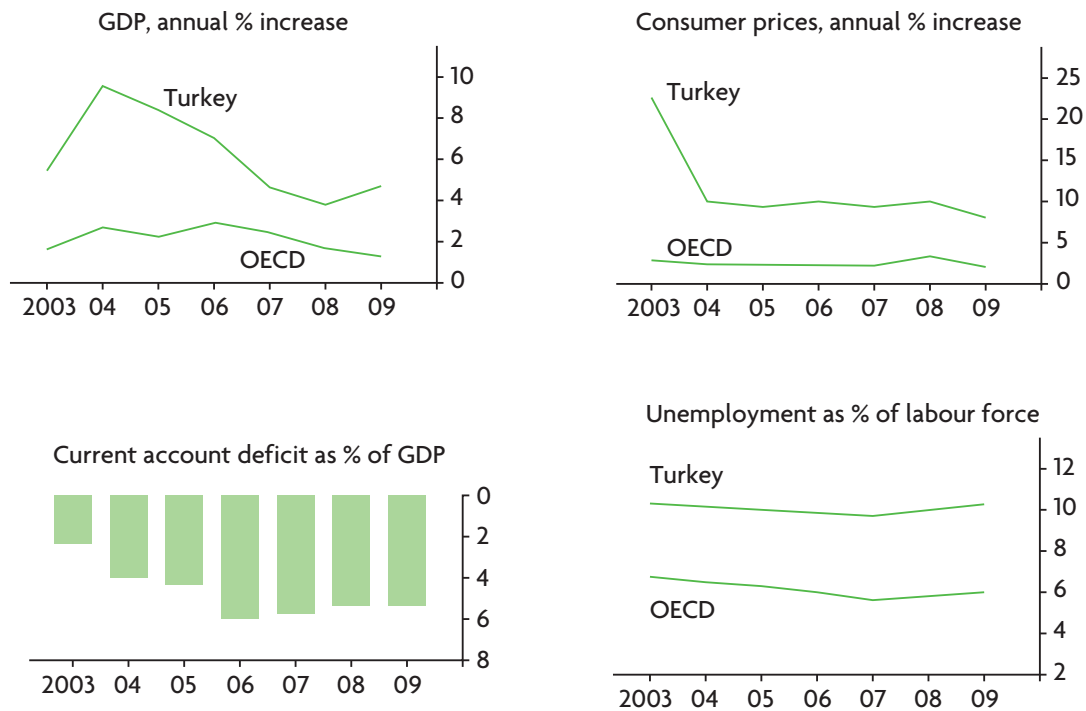 GDP, annual % increase
Turkey
OECD
10
8
6
4
2
0
2003 04 05 06 07 08 09
Consumer prices, annual % increase
Turkey
OECD
25
20
15
10
5
0
2003 04 05 06 07 08 09
Current account deficit as % of GDP
0
2
4
6
8
2003 04 05 06 07 08 09
Unemployment as % of labour force
Turkey
OECD
12
10
8
6
4
2
2003 04 05 06 07 08 09